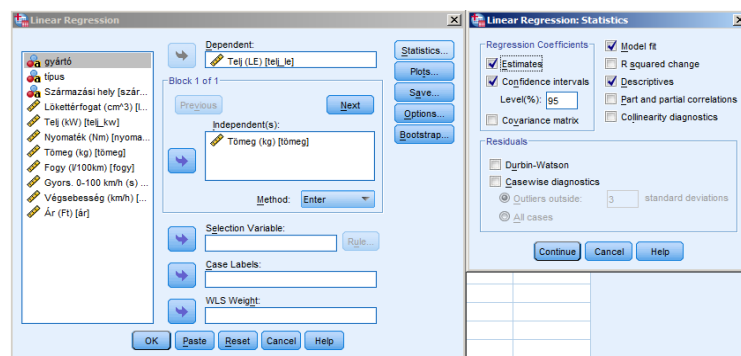 Linear Regression
gyártó
típus
Származási hely [szár...
Lökettérfogat (cm^3) [l...
Telj (kW) [telj_kw]
Nyomaték (Nm) [nyoma...
Tömeg (kg) [tömeg]
Fogy (l/100km) [fogy]
Gyors. 0-100 km/h (s) ...
Végsebesség (km/h) [...
Ár (Ft) [ár]
Dependent:
Telj (LE) [telj_le]
Block 1 of 1
Previous
Next
Independent(s):
Tömeg (kg) [tömeg]
Method:
Enter
Selection Variable:
Rule...
Case Labels:
WLS Weight:
Statistics...
Plots...
Save...
Options...
Bootstrap...
OK
Paste
Reset
Cancel
Help
Linear Regression: Statistics
Regression Coefficients
Estimates
Confidence intervals
Level(%): 95
Covariance matrix
Model fit
R squared change
Descriptives
Part and partial correlations
Collinearity diagnostics
Residuals
Durbin-Watson
Casewise diagnostics
Outliers outside: 3 standard deviations
All cases
Continue
Cancel
Help